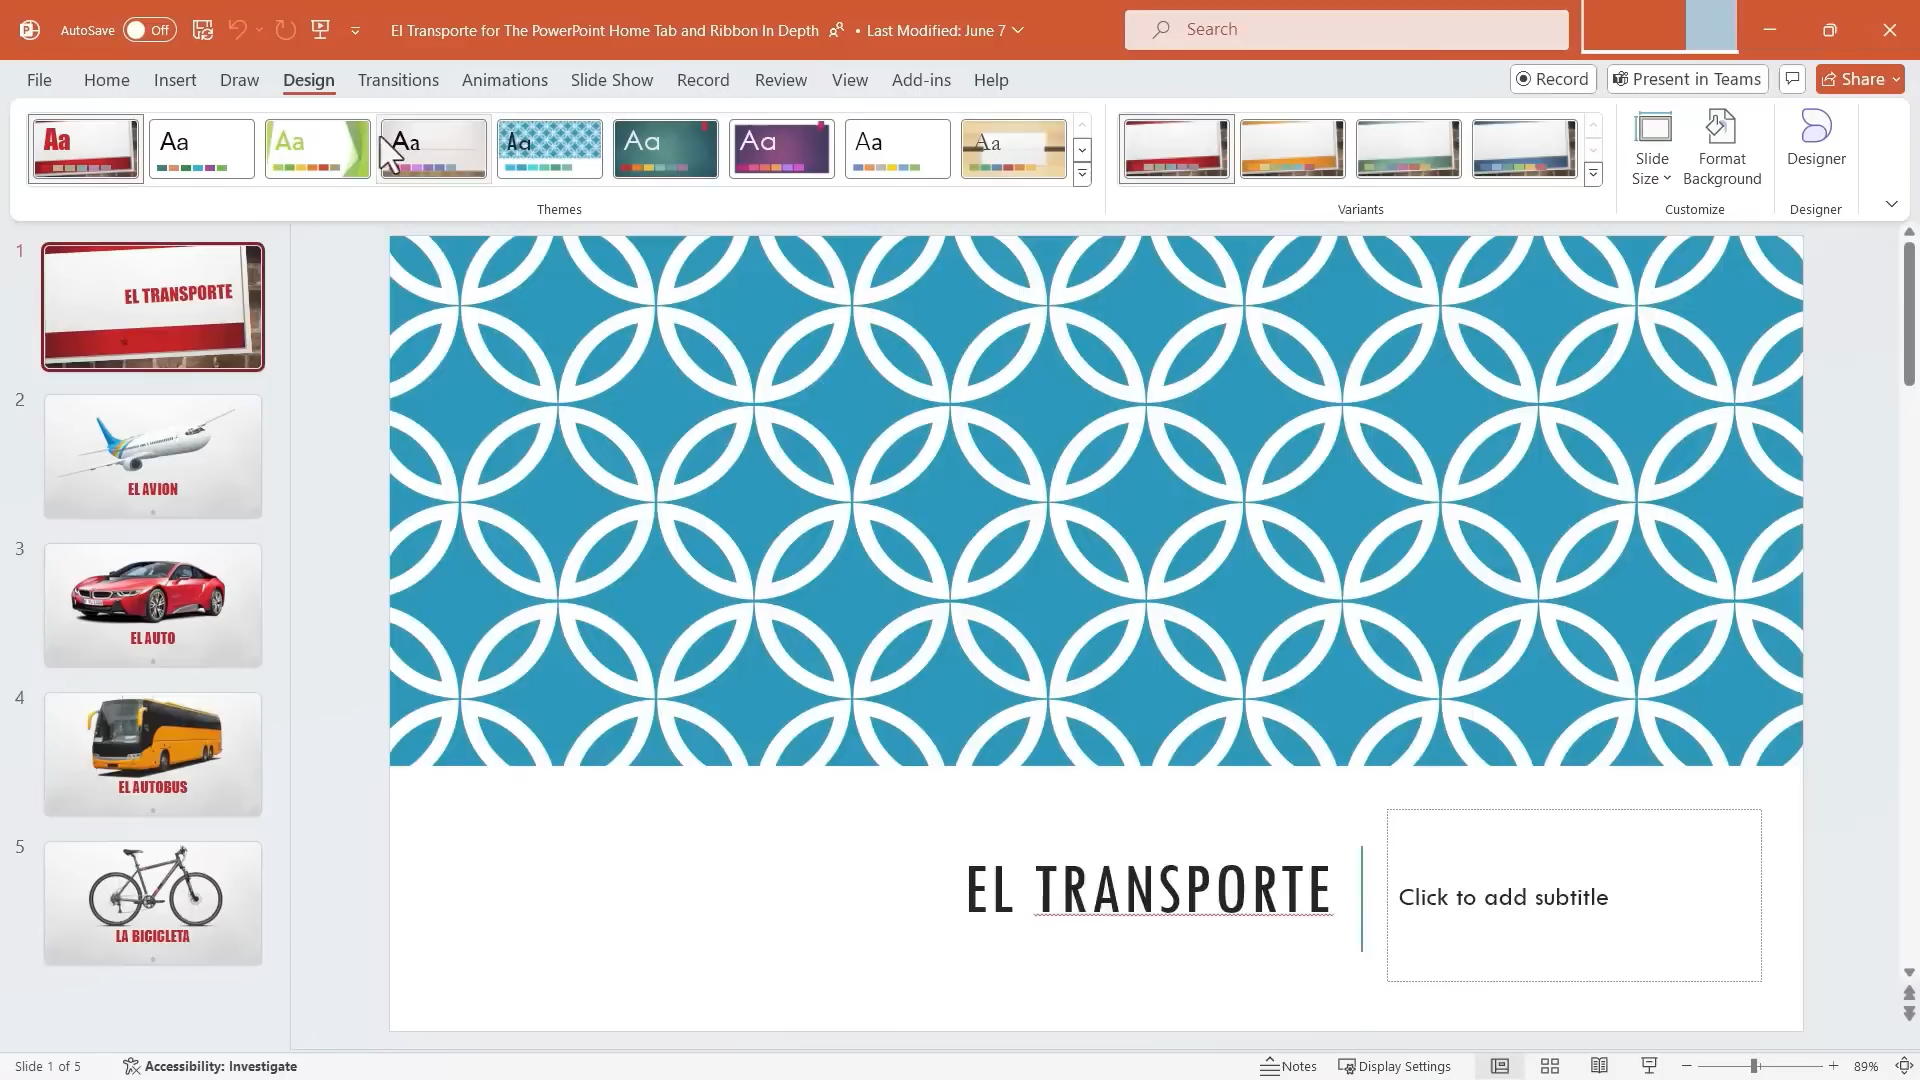 AutoSave Off
El Transporte for The PowerPoint Home Tab and Ribbon In Depth • Last Modified: June 7
Search
File Home Insert Draw Design Transitions Animations Slide Show Record Review View Add-ins Help
Record Present in Teams Share
Aa Aa Aa Aa Aa Aa Aa Aa Aa
Slide Size
Format Background
Designer
Themes Variants Customize Designer
1
EL TRANSPORTE
2
EL AVION
3
EL AUTO
4
EL AUTOBUS
5
LA BICICLETA
EL TRANSPORTE
Click to add subtitle
Slide 1 of 5 Accessibility: Investigate Notes Display Settings 89%